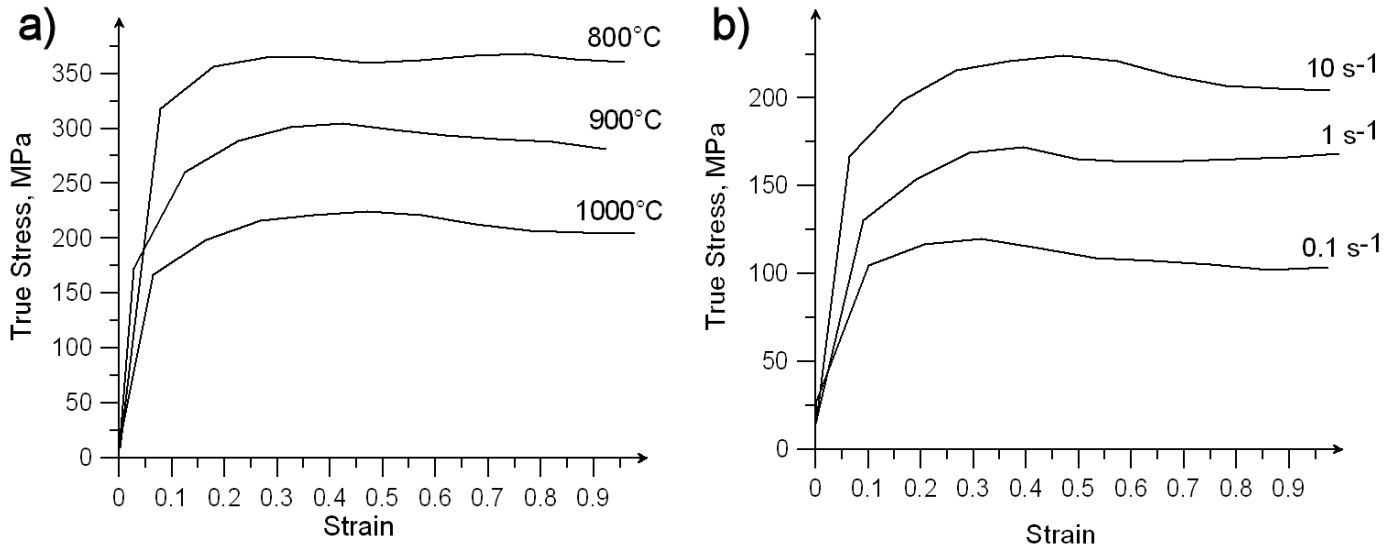 a)
800°C
900°C
1000°C
True Stress, MPa
350
300
250
200
150
100
50
0
0 0.1 0.2 0.3 0.4 0.5 0.6 0.7 0.8 0.9
Strain
b)
10 s-1
1 s-1
0.1 s-1
True Stress, MPa
200
150
100
50
0
0 0.1 0.2 0.3 0.4 0.5 0.6 0.7 0.8 0.9
Strain